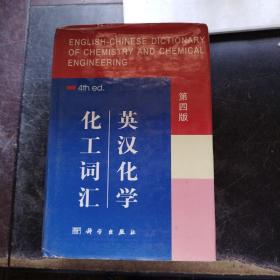 ENGLISH-CHINESE DICTIONARY
OF CHEMISTRY AND CHEMICAL
ENGINEERING
4th ed.
第四版
英汉化学
化工词汇
科学出版社